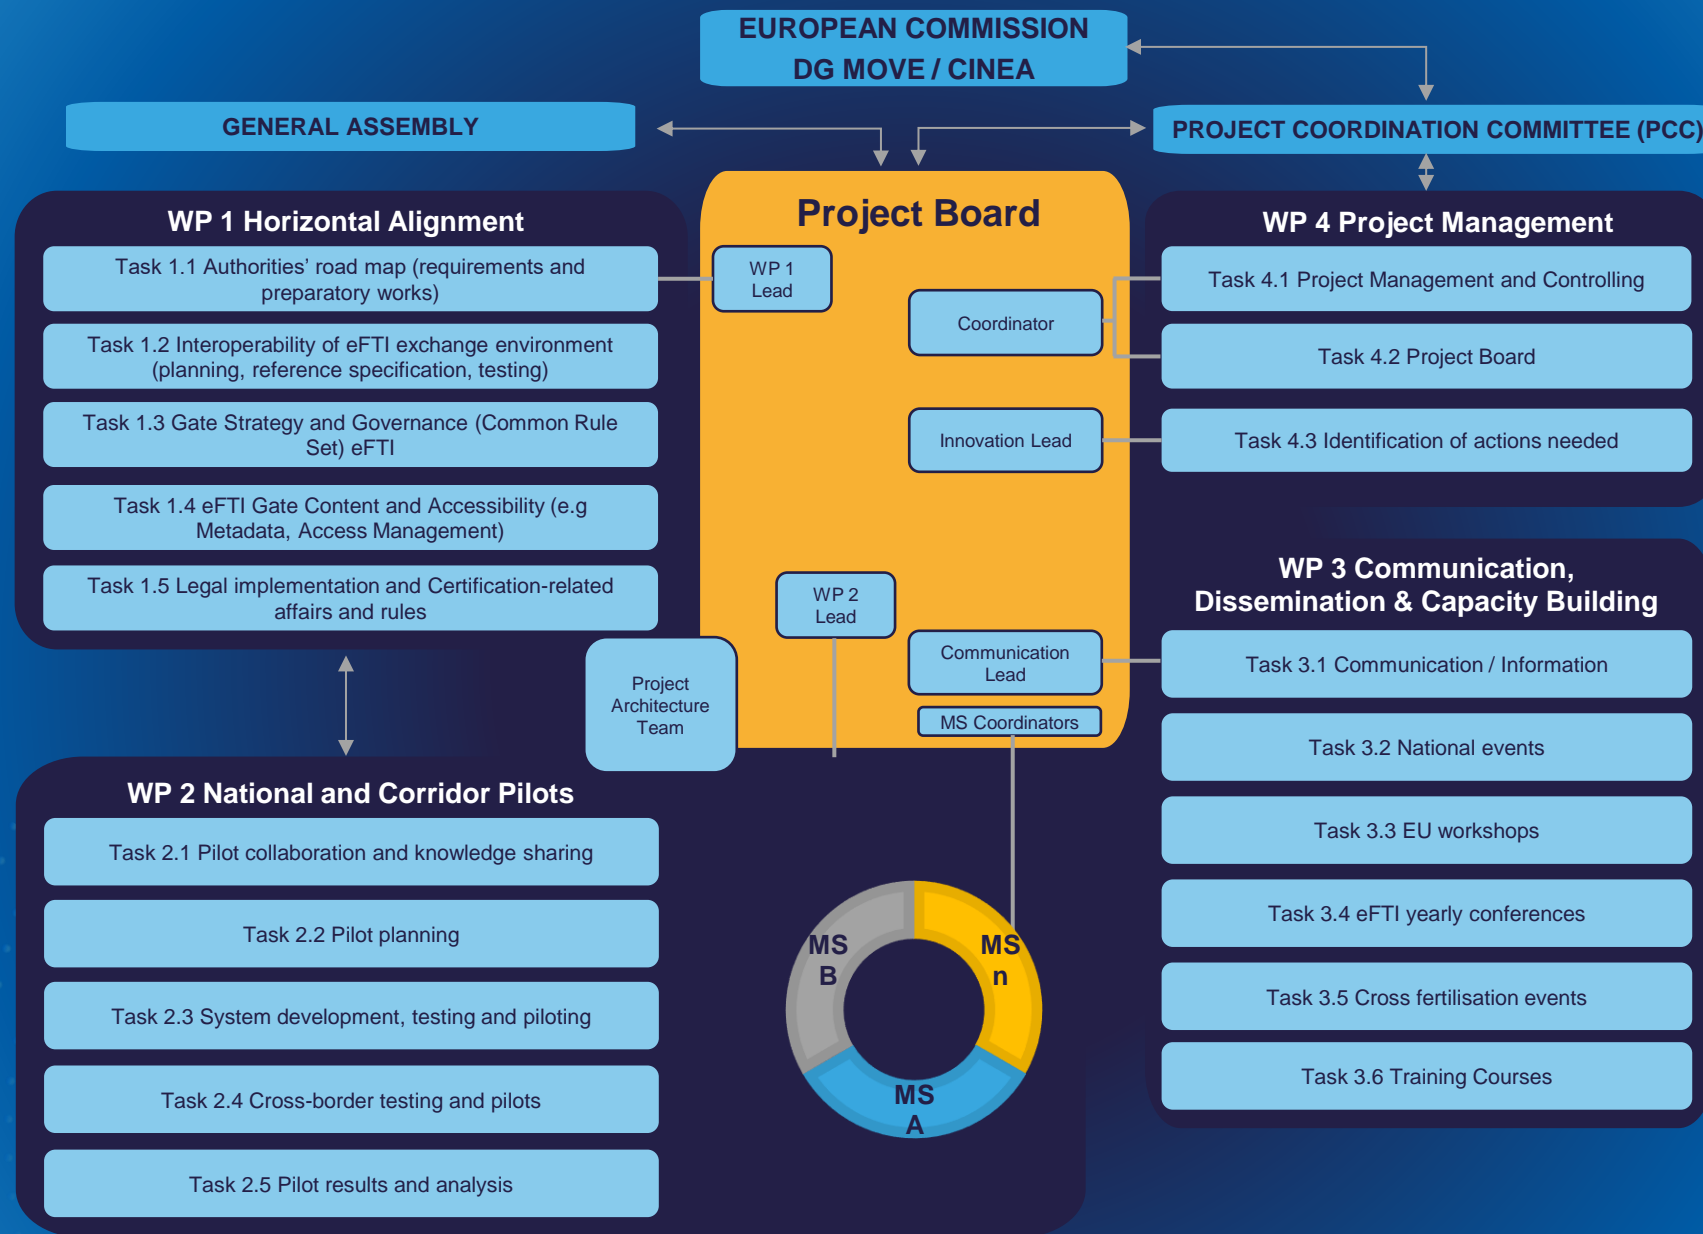 EUROPEAN COMMISSION
DG MOVE / CINEA
GENERAL ASSEMBLY
PROJECT COORDINATION COMMITTEE (PCC)
WP 1 Horizontal Alignment
Task 1.1 Authorities’ road map (requirements and
preparatory works)
Task 1.2 Interoperability of eFTI exchange environment
(planning, reference specification, testing)
Task 1.3 Gate Strategy and Governance (Common Rule
Set) eFTI
Task 1.4 eFTI Gate Content and Accessibility (e.g
Metadata, Access Management)
Task 1.5 Legal implementation and Certification-related
affairs and rules
Project Board
WP 1
Lead
Coordinator
Innovation Lead
WP 2
Lead
Communication
Lead
MS Coordinators
Project
Architecture
Team
WP 4 Project Management
Task 4.1 Project Management and Controlling
Task 4.2 Project Board
Task 4.3 Identification of actions needed
WP 3 Communication,
Dissemination & Capacity Building
Task 3.1 Communication / Information
Task 3.2 National events
Task 3.3 EU workshops
Task 3.4 eFTI yearly conferences
Task 3.5 Cross fertilisation events
Task 3.6 Training Courses
WP 2 National and Corridor Pilots
Task 2.1 Pilot collaboration and knowledge sharing
Task 2.2 Pilot planning
Task 2.3 System development, testing and piloting
Task 2.4 Cross-border testing and pilots
Task 2.5 Pilot results and analysis
MS
B
MS
n
MS
A